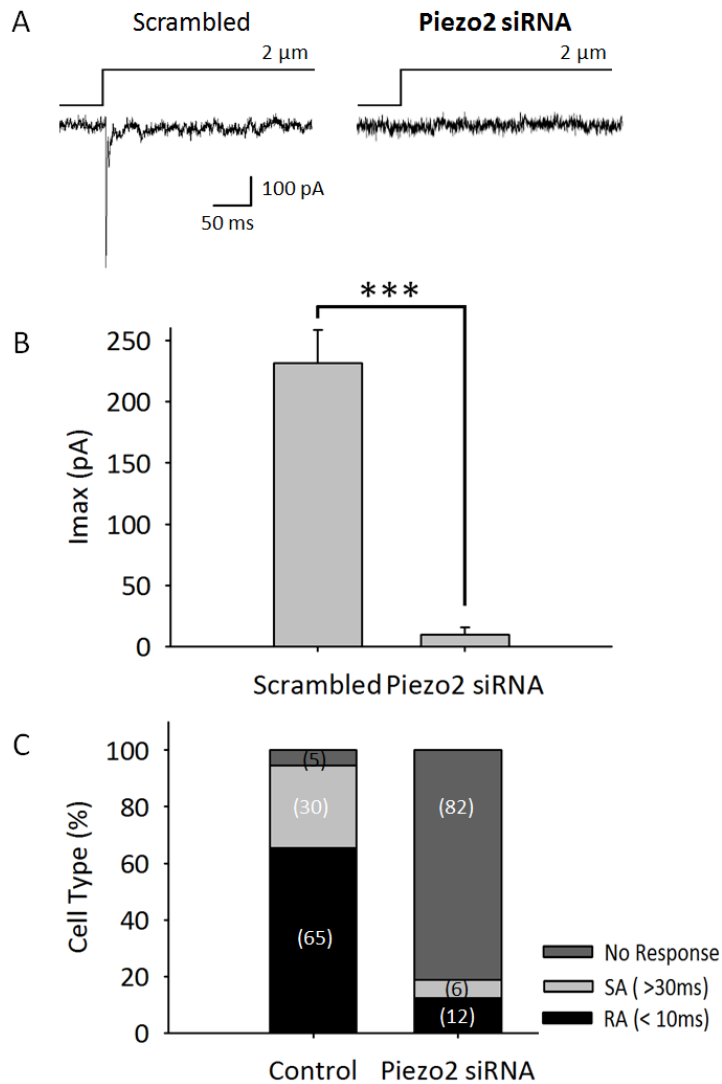 A
Scrambled
Piezo2 siRNA
2 μm
2 μm
100 pA
50 ms
B
***
Imax (pA)
250
200
150
100
50
0
Scrambled Piezo2 siRNA
C
Cell Type (%)
100
80
60
40
20
0
(5)
(30)
(65)
(82)
(6)
(12)
No Response
SA ( >30ms)
RA (< 10ms)
Control
Piezo2 siRNA